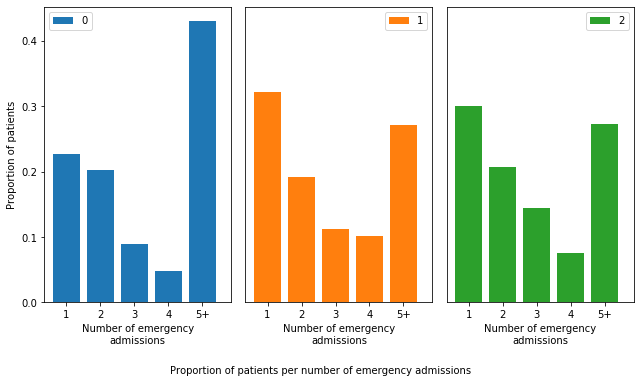 0
1
2
0.4
0.3
0.2
0.1
0.0
Proportion of patients
1 2 3 4 5+
1 2 3 4 5+
1 2 3 4 5+
Number of emergency
admissions
Number of emergency
admissions
Number of emergency
admissions
Proportion of patients per number of emergency admissions